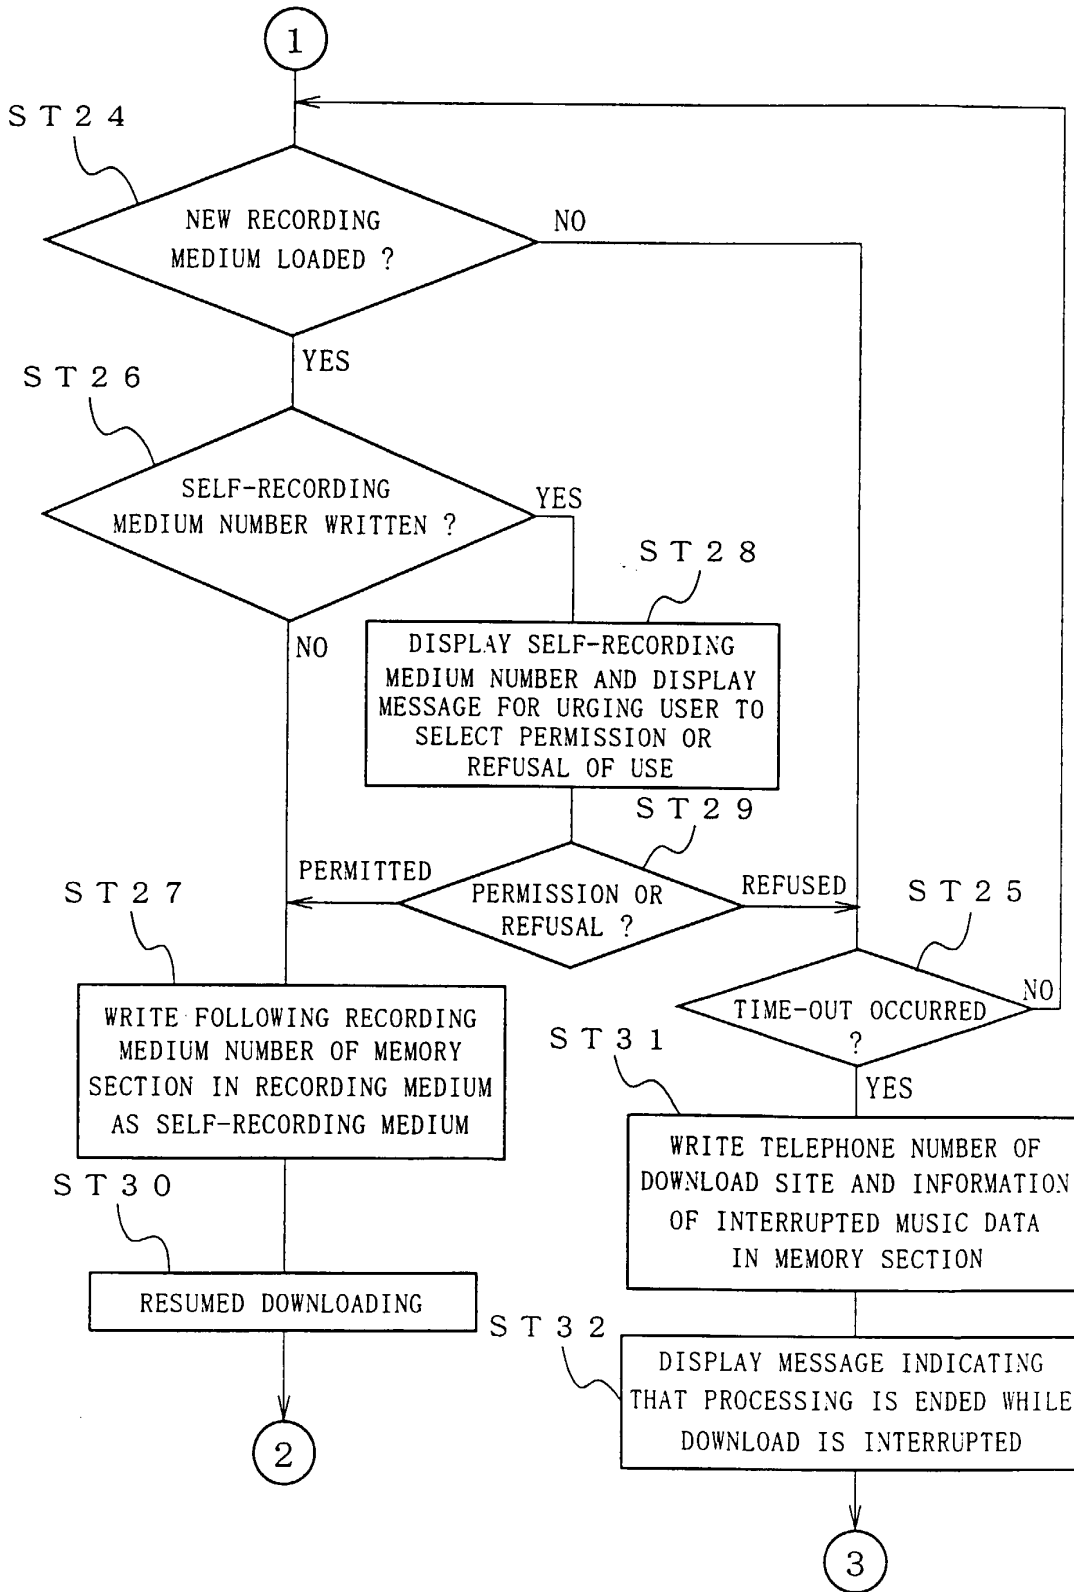 1
ST24
NEW RECORDING
MEDIUM LOADED ?
NO
YES
ST26
SELF-RECORDING
MEDIUM NUMBER WRITTEN ?
YES
NO
ST28
DISPLAY SELF-RECORDING
MEDIUM NUMBER AND DISPLAY
MESSAGE FOR URGING USER TO
SELECT PERMISSION OR
REFUSAL OF USE
ST29
PERMITTED
PERMISSION OR
REFUSAL ?
REFUSED
ST27
WRITE FOLLOWING RECORDING
MEDIUM NUMBER OF MEMORY
SECTION IN RECORDING MEDIUM
AS SELF-RECORDING MEDIUM
ST25
TIME-OUT OCCURRED
?
NO
YES
ST31
WRITE TELEPHONE NUMBER OF
DOWNLOAD SITE AND INFORMATION
OF INTERRUPTED MUSIC DATA
IN MEMORY SECTION
ST30
RESUMED DOWNLOADING
2
ST32
DISPLAY MESSAGE INDICATING
THAT PROCESSING IS ENDED WHILE
DOWNLOAD IS INTERRUPTED
3